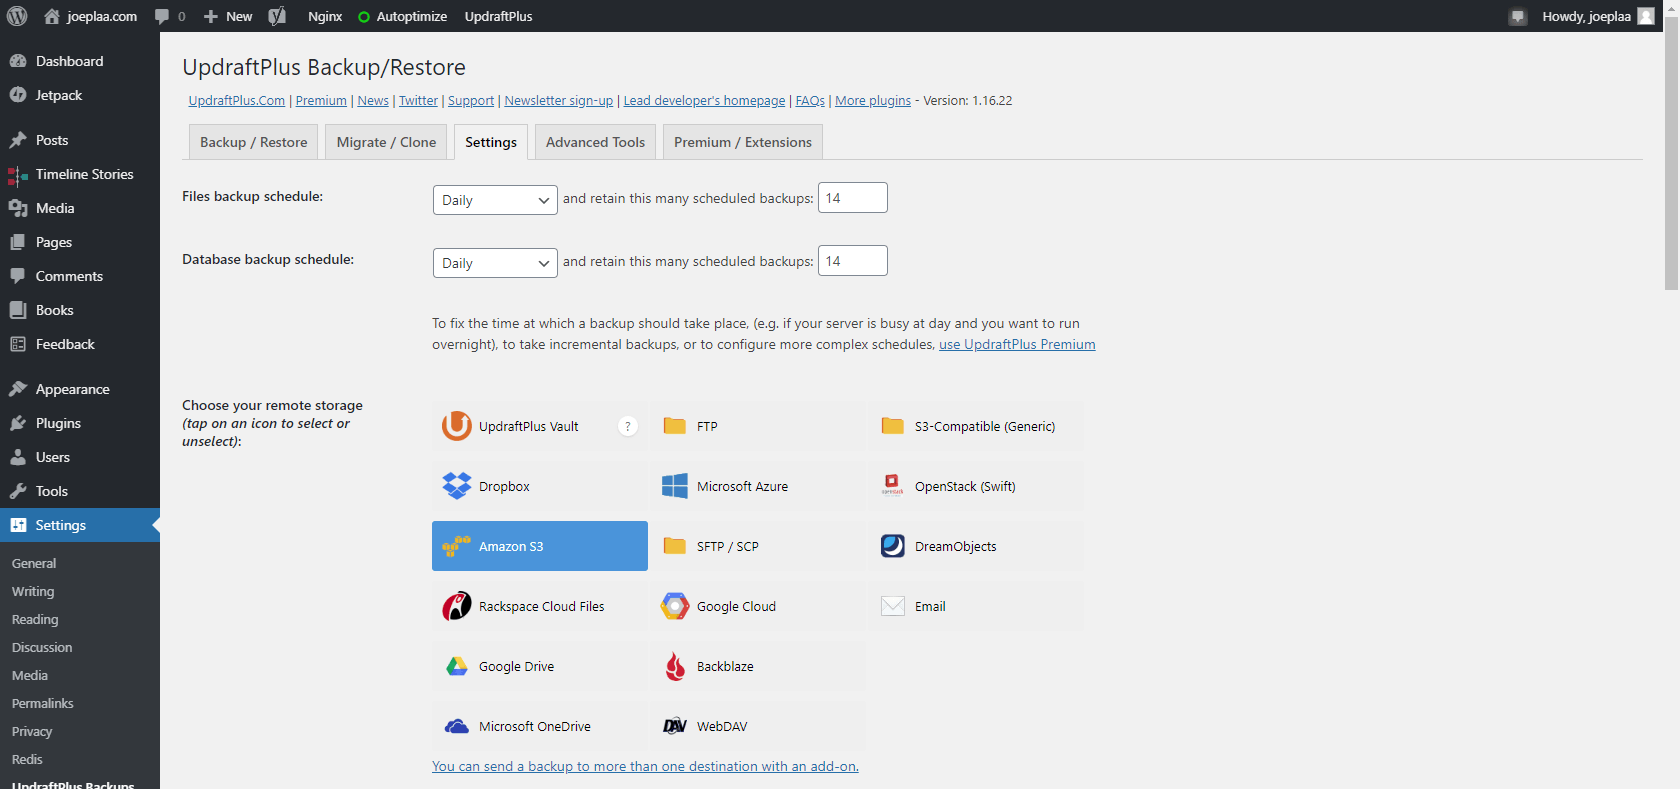 joeplaa.com 0 New Nginx Autoptimize UpdraftPlus Howdy, joeplaa
Dashboard
Jetpack
Posts
Timeline Stories
Media
Pages
Comments
Books
Feedback
Appearance
Plugins
Users
Tools
Settings
General
Writing
Reading
Discussion
Media
Permalinks
Privacy
Redis
UpdraftPlus Backups
UpdraftPlus Backup/Restore
UpdraftPlus.Com | Premium | News | Twitter | Support | Newsletter sign-up | Lead developer's homepage | FAQs | More plugins - Version: 1.16.22
Backup / Restore Migrate / Clone Settings Advanced Tools Premium / Extensions
Files backup schedule: Daily and retain this many scheduled backups: 14
Database backup schedule: Daily and retain this many scheduled backups: 14
To fix the time at which a backup should take place, (e.g. if your server is busy at day and you want to run
overnight), to take incremental backups, or to configure more complex schedules, use UpdraftPlus Premium
Choose your remote storage
(tap on an icon to select or
unselect):
UpdraftPlus Vault ? FTP S3-Compatible (Generic)
Dropbox Microsoft Azure openstack OpenStack (Swift)
Amazon S3 SFTP / SCP DreamObjects
Rackspace Cloud Files Google Cloud Email
Google Drive Backblaze
Microsoft OneDrive DAV WebDAV
You can send a backup to more than one destination with an add-on.